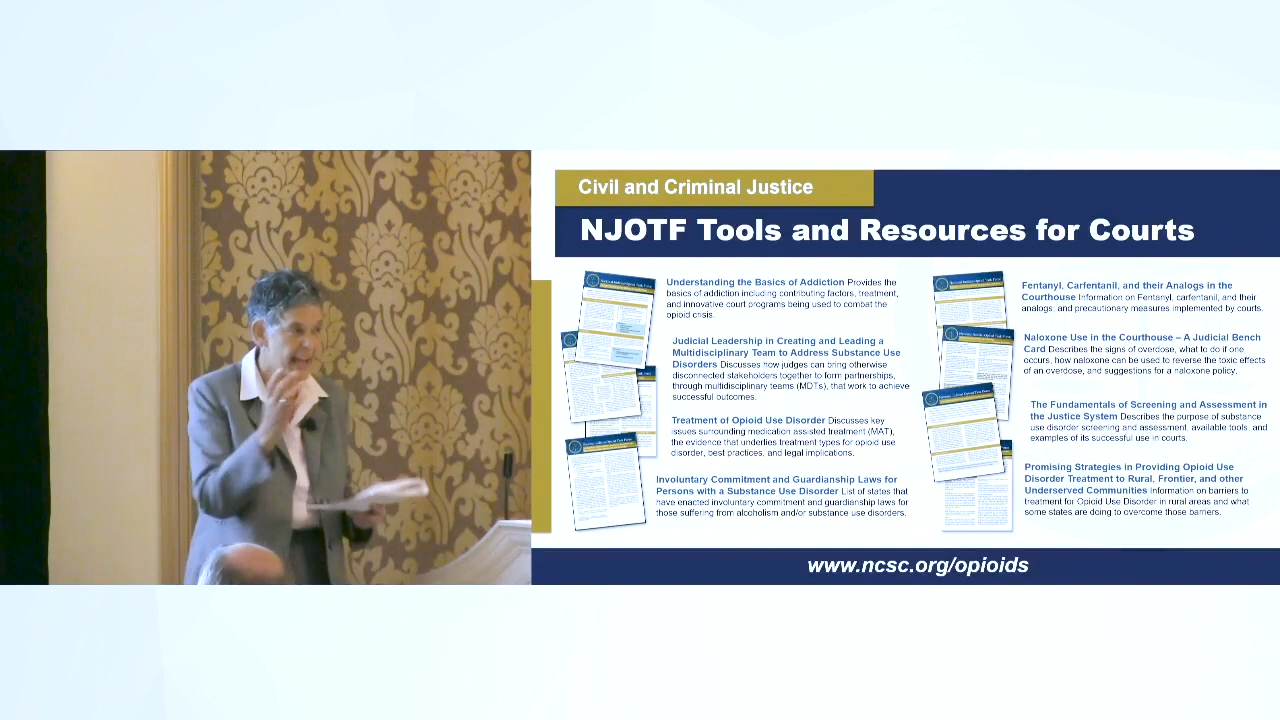 Civil and Criminal Justice
NJOTF Tools and Resources for Courts
Understanding the Basics of Addiction Provides the
basics of addiction including contributing factors, treatment,
and innovative court programs being used to combat the
opioid crisis.
Judicial Leadership in Creating and Leading a
Multidisciplinary Team to Address Substance Use
Disorders Discusses how judges can bring otherwise
disconnected stakeholders together to form partnerships,
through multidisciplinary teams (MDTs), that work to achieve
successful outcomes.
Treatment of Opioid Use Disorder Discusses key
issues surrounding medication assisted treatment (MAT),
the evidence that underlies treatment types for opioid use
disorder, best practices, and legal implications.
Involuntary Commitment and Guardianship Laws for
Persons with a Substance Use Disorder List of states that
have enacted involuntary commitment and guardianship laws for
those suffering from alcoholism and/or substance use disorders.
Fentanyl, Carfentanil, and their Analogs in the
Courthouse Information on Fentanyl, carfentanil, and their
analogs, and precautionary measures implemented by courts.
Naloxone Use in the Courthouse – A Judicial Bench
Card Describes the signs of overdose, what to do if one
occurs, how naloxone can be used to reverse the toxic effects
of an overdose, and suggestions for a naloxone policy.
The Fundamentals of Screening and Assessment in
the Justice System Describes the purpose of substance
use disorder screening and assessment, available tools, and
examples of its successful use in courts.
Promising Strategies in Providing Opioid Use
Disorder Treatment to Rural, Frontier, and other
Underserved Communities Information on barriers to
treatment for Opioid Use Disorder in rural areas and what
some states are doing to overcome those barriers.
www.ncsc.org/opioids